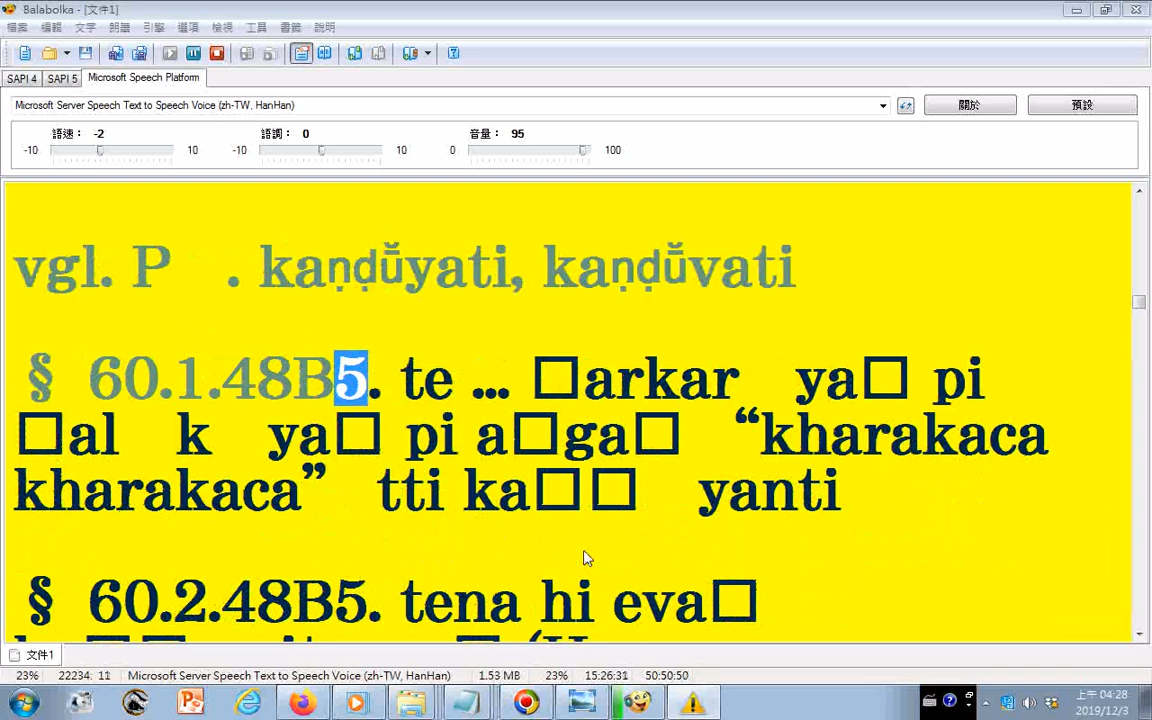 Balabolka - [文件1]
檔案 編輯 文字 朗讀 引擎 選項 檢視 工具 書籤 說明
SAPI 4 SAPI 5 Microsoft Speech Platform
Microsoft Server Speech Text to Speech Voice (zh-TW, HanHan) 關於 預設
語速： -2 語調： 0 音量： 95
-10 10 -10 10 0 100
vgl. P . kaṇḍū̆yati, kaṇḍū̆vati
§ 60.1.48B5. te ... □arkar ya□ pi
□al k ya□ pi a□ga□ “kharakaca
kharakaca” tti ka□□ yanti
§ 60.2.48B5. tena hi eva□
文件1
23% 22234: 11 Microsoft Server Speech Text to Speech Voice (zh-TW, HanHan) 1.53 MB 23% 15:26:31 50:50:50
上午 04:28
2019/12/3